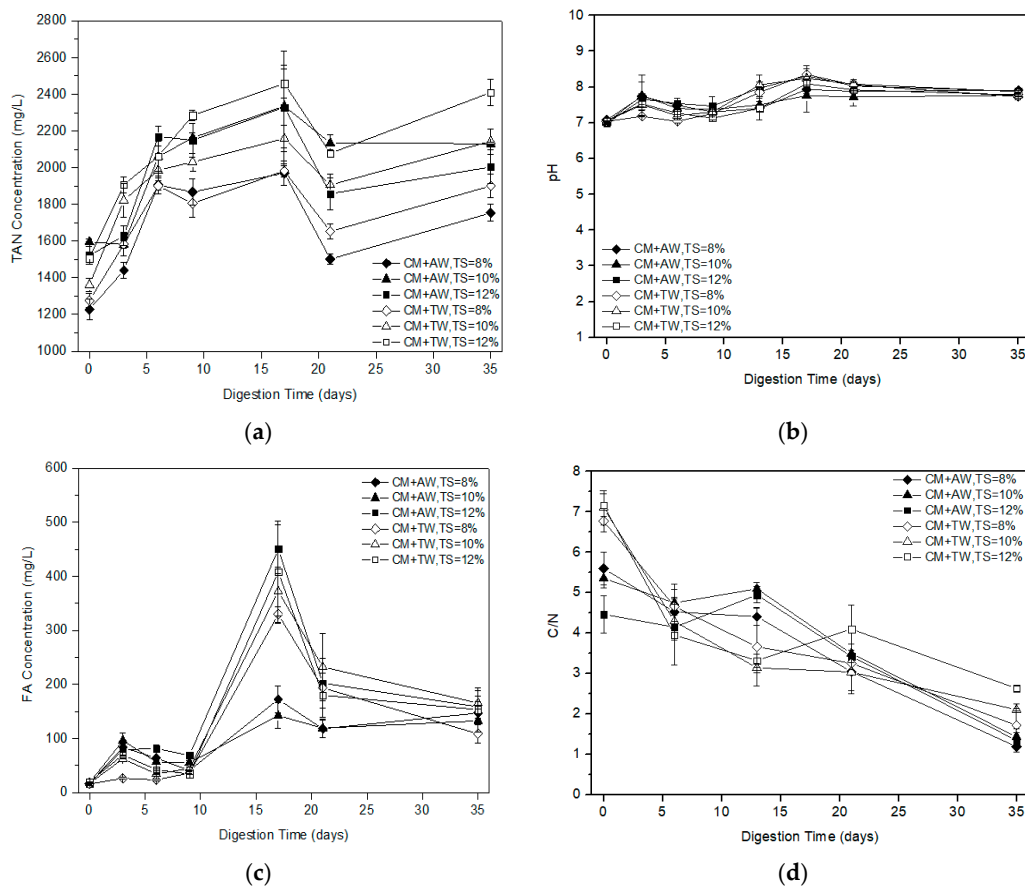 2800
2600
2400
2200
2000
1800
1600
1400
1200
1000
TAN Concentration (mg/L)
CM+AW,TS=8%
CM+AW,TS=10%
CM+AW,TS=12%
CM+TW,TS=8%
CM+TW,TS=10%
CM+TW,TS=12%
0 5 10 15 20 25 30 35
Digestion Time (days)
(a)
10
9
8
7
6
5
4
3
2
1
pH
CM+AW,TS=8%
CM+AW,TS=10%
CM+AW,TS=12%
CM+TW,TS=8%
CM+TW,TS=10%
CM+TW,TS=12%
0 5 10 15 20 25 30 35
Digestion Time (days)
(b)
600
500
400
300
200
100
0
FA Concentration (mg/L)
CM+AW,TS=8%
CM+AW,TS=10%
CM+AW,TS=12%
CM+TW,TS=8%
CM+TW,TS=10%
CM+TW,TS=12%
0 5 10 15 20 25 30 35
Digestion Time (days)
(c)
8
7
6
5
4
3
2
1
0
C/N
CM+AW,TS=8%
CM+AW,TS=10%
CM+AW,TS=12%
CM+TW,TS=8%
CM+TW,TS=10%
CM+TW,TS=12%
0 5 10 15 20 25 30 35
Digestion Time (days)
(d)